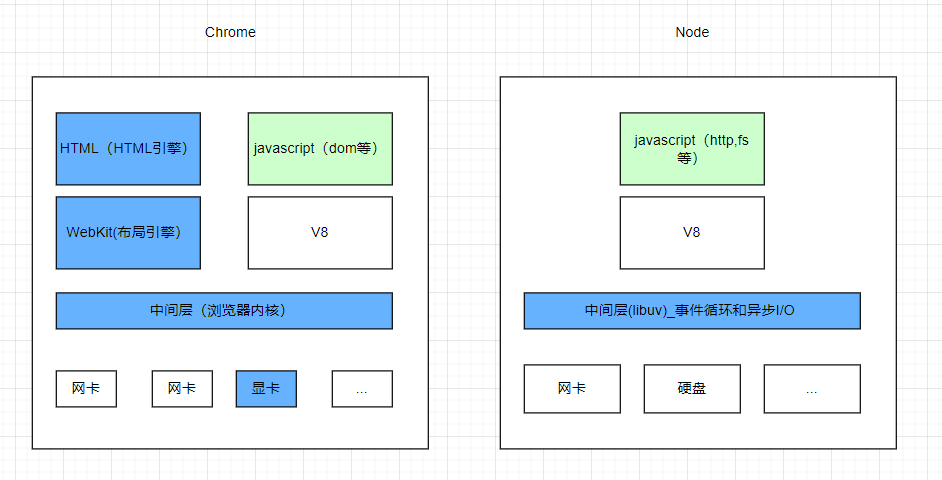 Chrome
Node
HTML（HTML引擎）
javascript（dom等）
WebKit(布局引擎）
V8
中间层（浏览器内核）
网卡
网卡
显卡
...
javascript（http,fs
等）
V8
中间层(libuv)_事件循环和异步I/O
网卡
硬盘
...